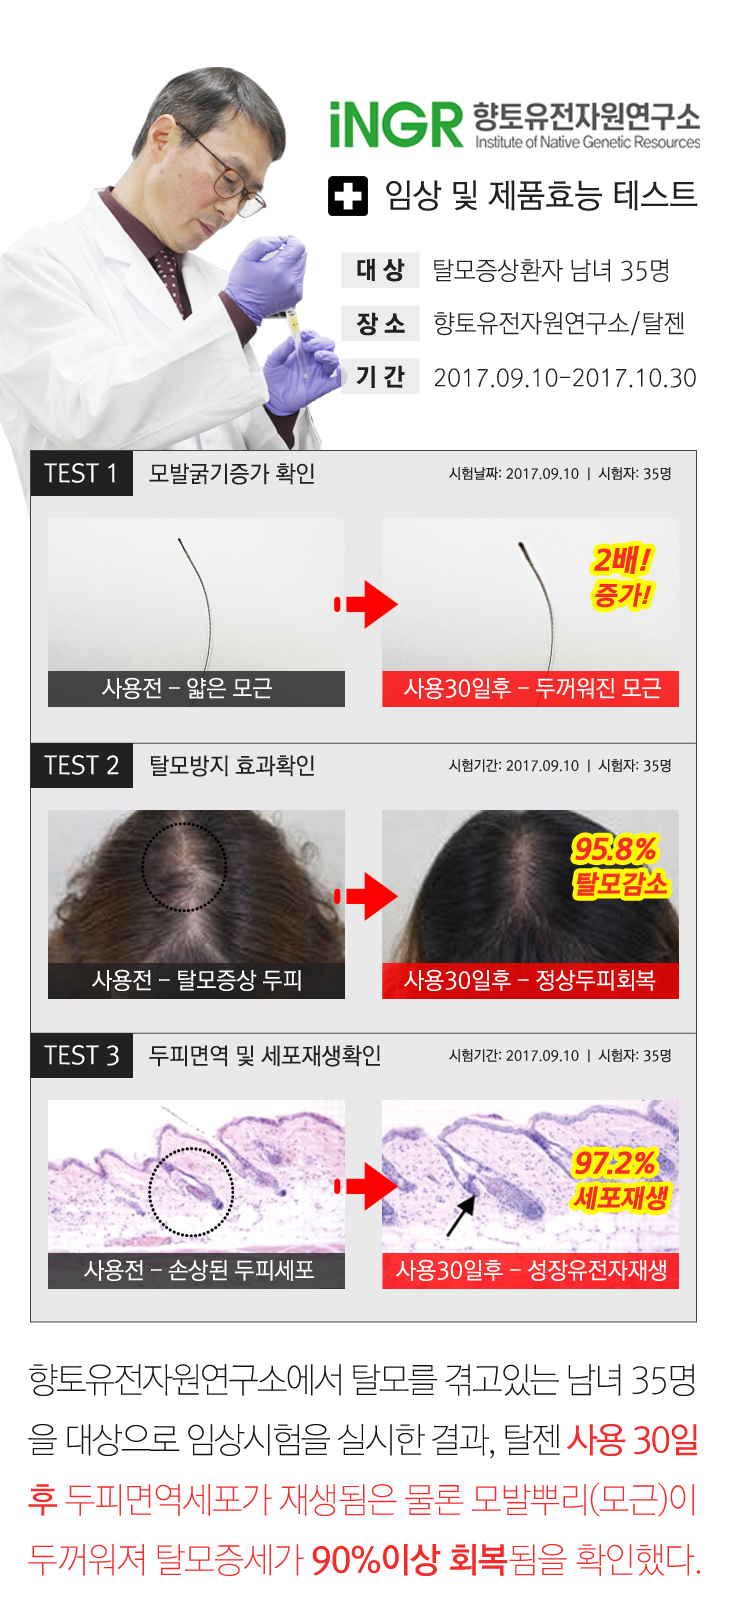 iNGR 향토유전자원연구소
Institute of Native Genetic Resources
임상 및 제품효능 테스트
대 상 탈모증상환자 남녀 35명
장 소 향토유전자원연구소/탈젠
기 간 2017.09.10-2017.10.30
TEST 1 모발굵기증가 확인 시험날짜: 2017.09.10 | 시험자: 35명
2배!
증가!
사용전 - 얇은 모근
사용30일후 - 두꺼워진 모근
TEST 2 탈모방지 효과확인 시험기간: 2017.09.10 | 시험자: 35명
95.8%
탈모감소
사용전 - 탈모증상 두피
사용30일후 - 정상두피회복
TEST 3 두피면역 및 세포재생확인 시험기간: 2017.09.10 | 시험자: 35명
97.2%
세포재생
사용전 - 손상된 두피세포
사용30일후 - 성장유전자재생
향토유전자원연구소에서 탈모를 겪고있는 남녀 35명
을 대상으로 임상시험을 실시한 결과, 탈젠 사용 30일
후 두피면역세포가 재생됨은 물론 모발뿌리(모근)이
두꺼워져 탈모증세가 90%이상 회복됨을 확인했다.